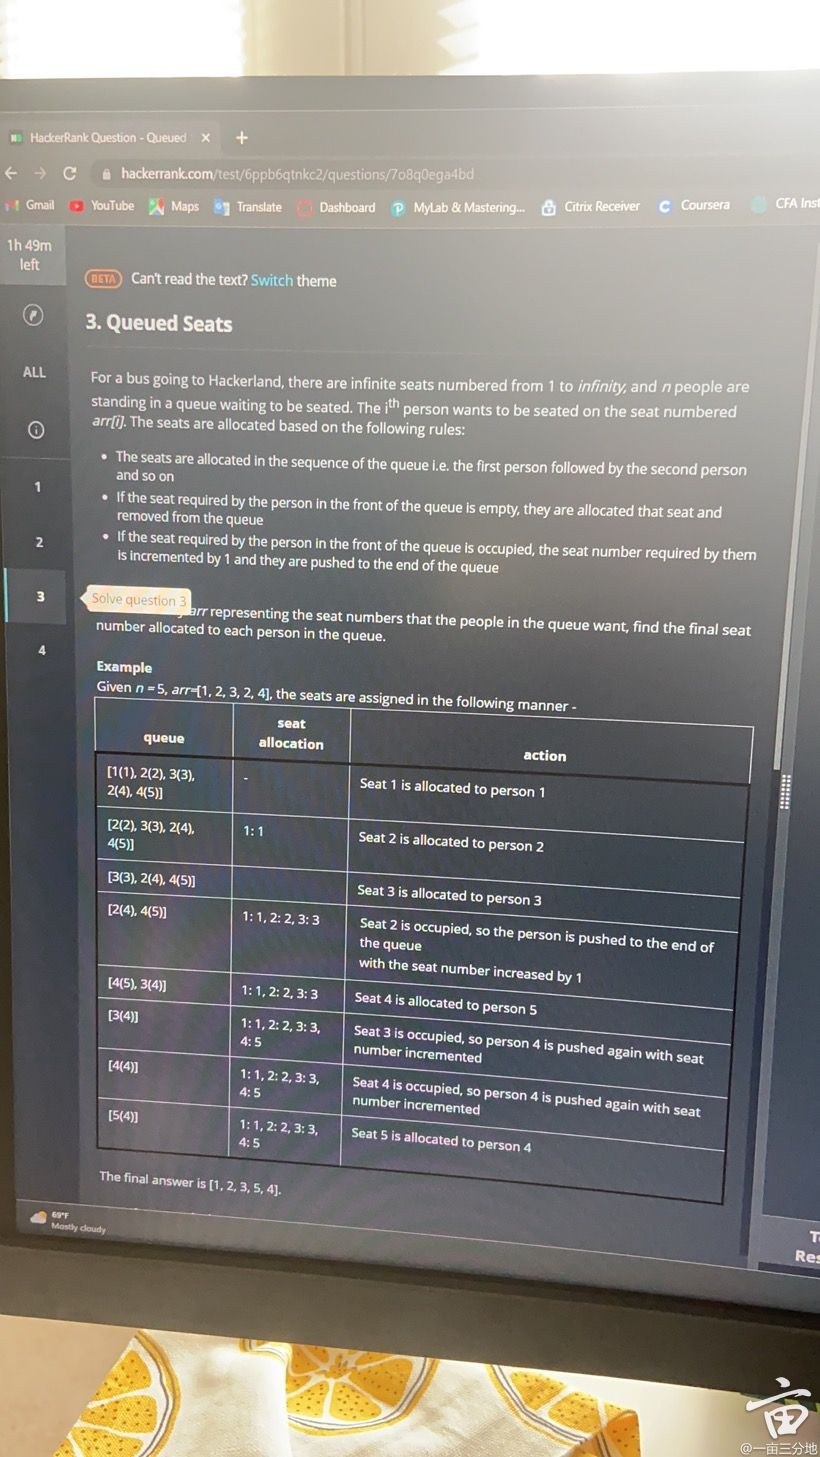 HackerRank Question - Queued
hackerrank.com/test/6ppb6qtnkc2/questions/7o8q0ega4bd
Gmail YouTube Maps Translate Dashboard MyLab & Mastering... Citrix Receiver Coursera CFA Inst
1h 49m
left
BETA Can't read the text? Switch theme
3. Queued Seats
ALL
For a bus going to Hackerland, there are infinite seats numbered from 1 to infinity, and n people are
standing in a queue waiting to be seated. The ith person wants to be seated on the seat numbered
arr[i]. The seats are allocated based on the following rules:
• The seats are allocated in the sequence of the queue i.e. the first person followed by the second person
and so on
• If the seat required by the person in the front of the queue is empty, they are allocated that seat and
removed from the queue
• If the seat required by the person in the front of the queue is occupied, the seat number required by them
is incremented by 1 and they are pushed to the end of the queue
1
2
3
4
Solve question 3
arr representing the seat numbers that the people in the queue want, find the final seat
number allocated to each person in the queue.
Example
Given n = 5, arr=[1, 2, 3, 2, 4], the seats are assigned in the following manner -
queue
seat
allocation
action
[1(1), 2(2), 3(3),
2(4), 4(5)]
-
Seat 1 is allocated to person 1
[2(2), 3(3), 2(4),
4(5)]
1: 1
Seat 2 is allocated to person 2
[3(3), 2(4), 4(5)]
Seat 3 is allocated to person 3
[2(4), 4(5)]
1: 1, 2: 2, 3: 3
Seat 2 is occupied, so the person is pushed to the end of
the queue
with the seat number increased by 1
[4(5), 3(4)]
1: 1, 2: 2, 3: 3
Seat 4 is allocated to person 5
[3(4)]
1: 1, 2: 2, 3: 3,
4: 5
Seat 3 is occupied, so person 4 is pushed again with seat
number incremented
[4(4)]
1: 1, 2: 2, 3: 3,
4: 5
Seat 4 is occupied, so person 4 is pushed again with seat
number incremented
[5(4)]
1: 1, 2: 2, 3: 3,
4: 5
Seat 5 is allocated to person 4
The final answer is [1, 2, 3, 5, 4].
69°F
Mostly cloudy
Res
亩
@一亩三分地